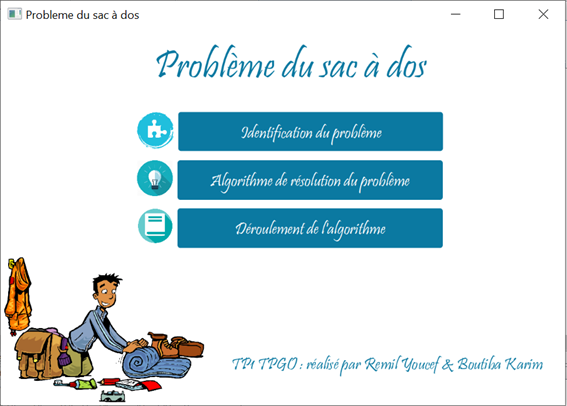 Probleme du sac à dos
Problème du sac à dos
Identification du problème
Algorithme de résolution du problème
Déroulement de l'algorithme
TP1 TPGO : réalisé par Remil Youcef & Boutiba Karim